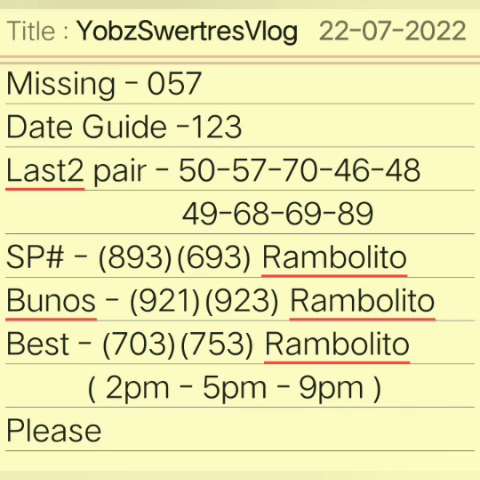 Title : YobzSwertresVlog 22-07-2022
Missing - 057
Date Guide -123
Last2 pair - 50-57-70-46-48
49-68-69-89
SP# - (893)(693) Rambolito
Bunos - (921)(923) Rambolito
Best - (703)(753) Rambolito
( 2pm - 5pm - 9pm )
Please